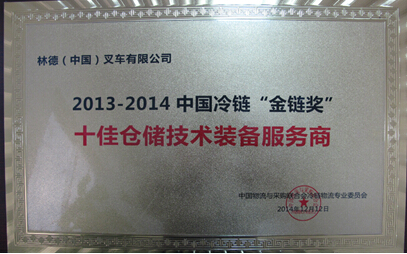 林德（中国）叉车有限公司
2013-2014 中国冷链“金链奖”
十佳仓储技术装备服务商
中国物流与采购联合会冷链物流专业委员会
2014年12月12日